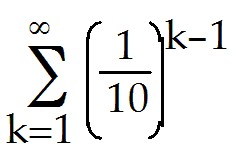 ∞
∑ (1/10)^k−1
k=1